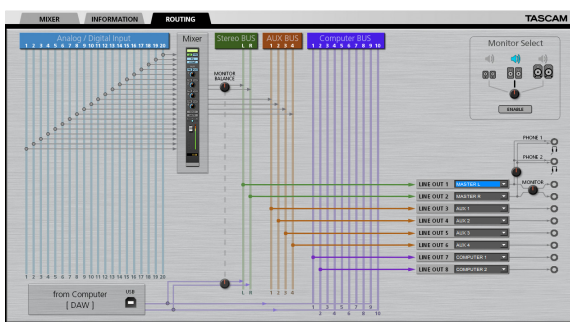 MIXER INFORMATION ROUTING TASCAM
Analog / Digital Input Mixer Stereo BUS AUX BUS Computer BUS Monitor Select
1 2 3 4 5 6 7 8 9 10 11 12 13 14 15 16 17 18 19 20 L R 1 2 3 4 1 2 3 4 5 6 7 8 9 10
MONITOR
BALANCE
ENABLE
PHONE 1
PHONE 2
MONITOR
LINE OUT 1 MASTER L
LINE OUT 2 MASTER R
LINE OUT 3 AUX 1
LINE OUT 4 AUX 2
LINE OUT 5 AUX 3
LINE OUT 6 AUX 4
LINE OUT 7 COMPUTER 1
LINE OUT 8 COMPUTER 2
1 2 3 4 5 6 7 8 9 10 11 12 13 14 15 16 17 18 19 20
L R 1 2 3 4
from Computer USB
[ DAW ]
1 3 5 7 9
2 4 6 8 10